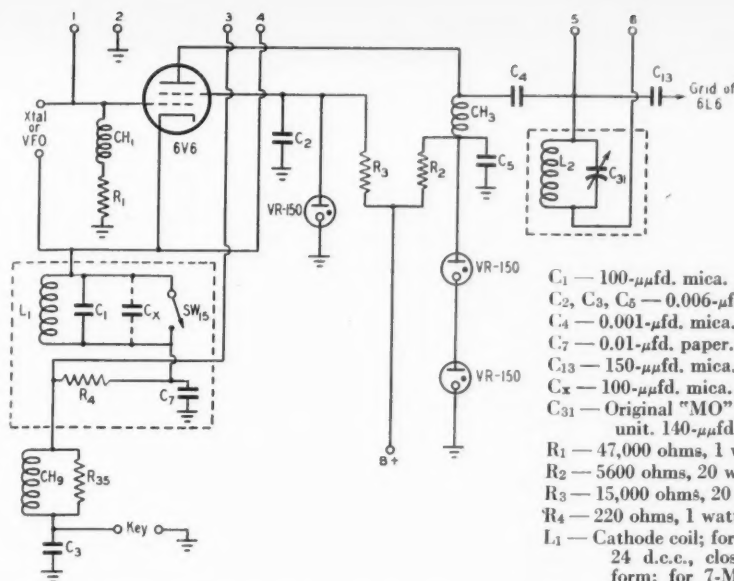 1
2
3
4
5
6
Xtal
or
VFO
CH₁
R₁
6V6
C₂
VR-150
R₃
R₂
CH₃
C₄
C₅
C₁₃
Grid of
6L6
L₂
C₃₁
VR-150
VR-150
B+
L₁
C₁
Cₓ
SW₁₅
R₄
C₇
CH₉
R₃₅
Key
C₃
C₁ — 100-μμfd. mica.
C₂, C₃, C₅ — 0.006-μf
C₄ — 0.001-μfd. mica.
C₇ — 0.01-μfd. paper.
C₁₃ — 150-μμfd. mica.
Cₓ — 100-μμfd. mica.
C₃₁ — Original "MO"
unit. 140-μμfd
R₁ — 47,000 ohms, 1 w
R₂ — 5600 ohms, 20 w
R₃ — 15,000 ohms, 20
R₄ — 220 ohms, 1 watt
L₁ — Cathode coil; for
24 d.c.c., clos
form; for 7-M